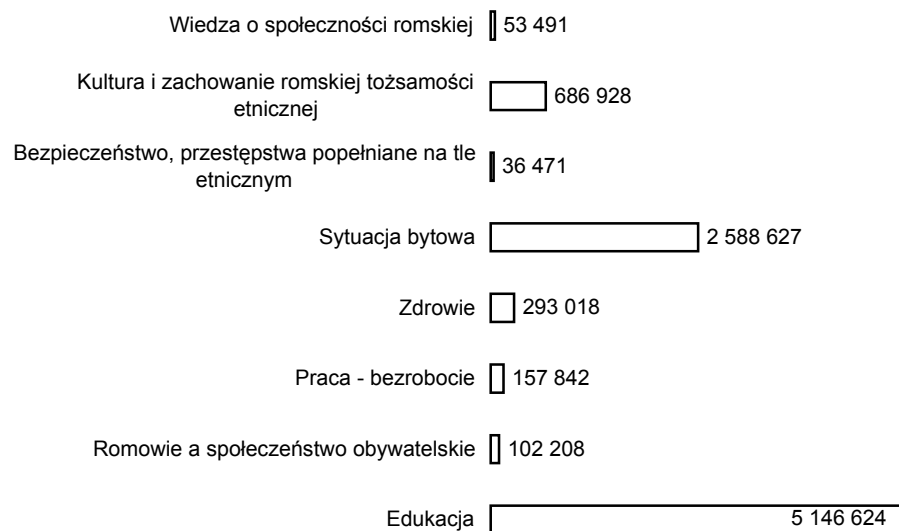 Wiedza o społeczności romskiej 53 491
Kultura i zachowanie romskiej tożsamości
etnicznej
686 928
Bezpieczeństwo, przestępstwa popełniane na tle
etnicznym
36 471
Sytuacja bytowa 2 588 627
Zdrowie 293 018
Praca - bezrobocie 157 842
Romowie a społeczeństwo obywatelskie 102 208
Edukacja 5 146 624